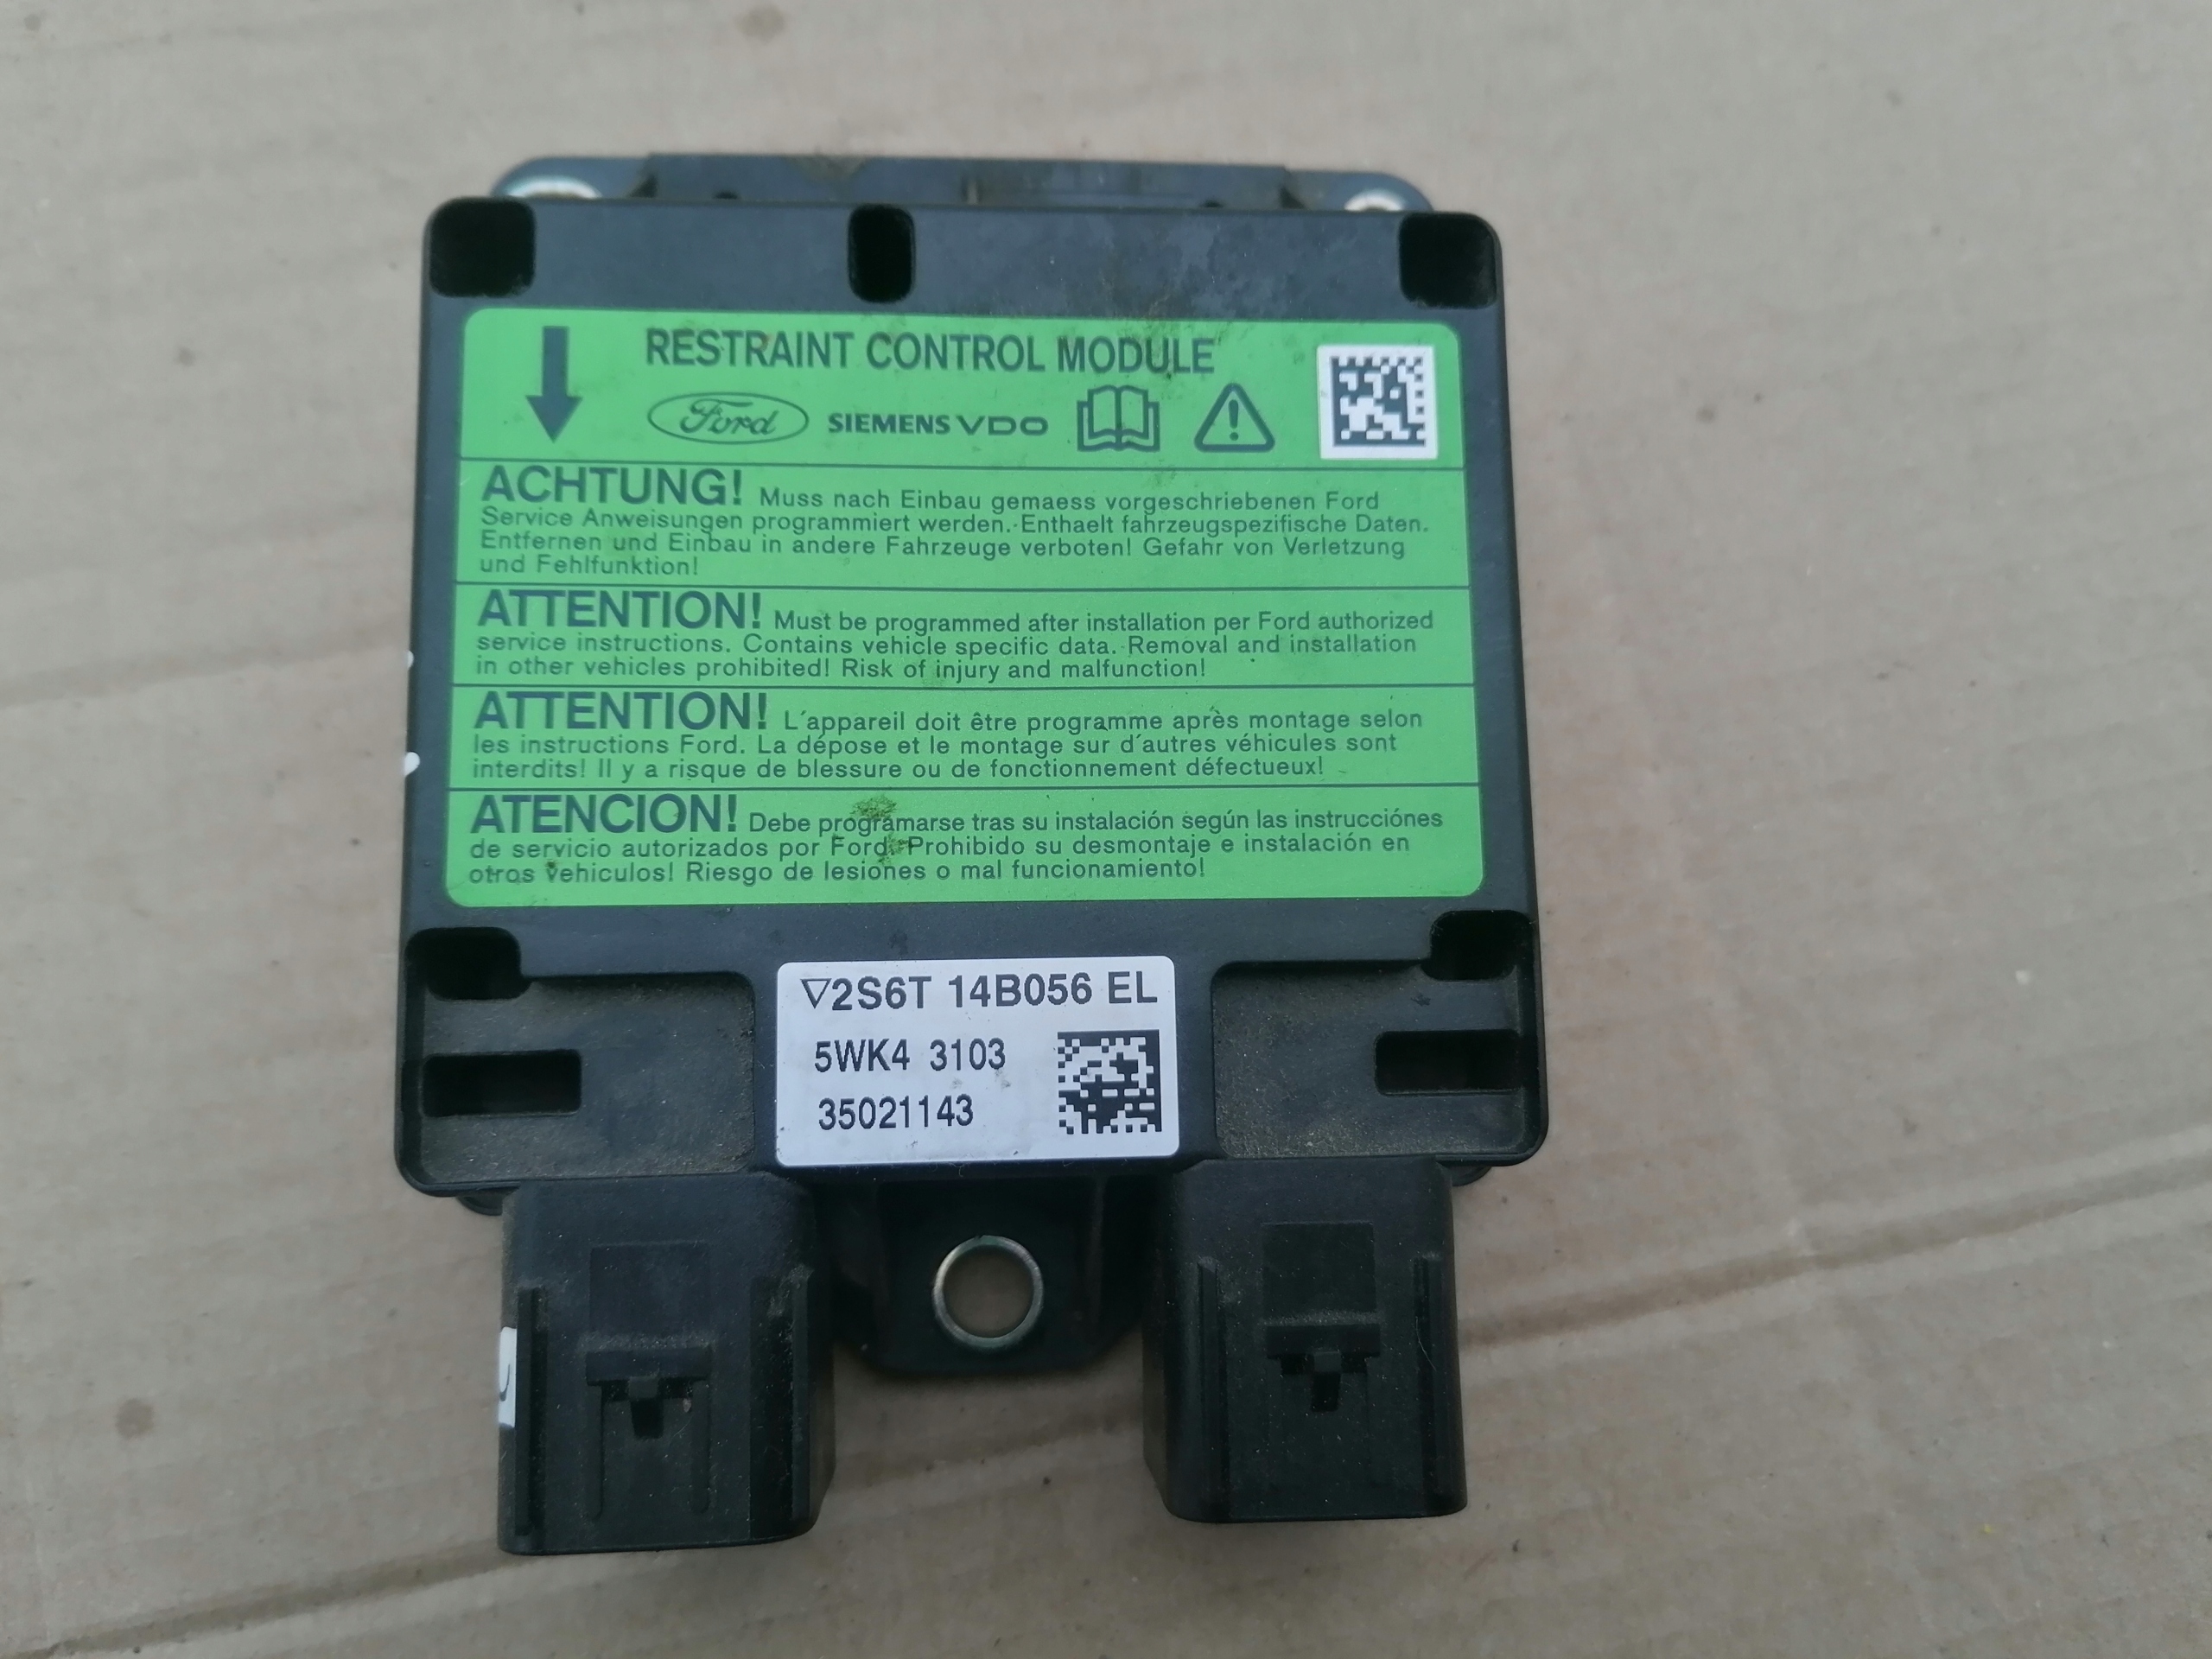 RESTRAINT CONTROL MODULE
Ford SIEMENS VDO
ACHTUNG! Muss nach Einbau gemaess vorgeschriebenen Ford
Service Anweisungen programmiert werden. Enthaelt fahrzeugspezifische Daten.
Entfernen und Einbau in andere Fahrzeuge verboten! Gefahr von Verletzung
und Fehlfunktion!
ATTENTION! Must be programmed after installation per Ford authorized
service instructions. Contains vehicle specific data. Removal and installation
in other vehicles prohibited! Risk of injury and malfunction!
ATTENTION! L´appareil doit être programme après montage selon
les instructions Ford. La dépose et le montage sur d´autres véhicules sont
interdits! Il y a risque de blessure ou de fonctionnement défectueux!
ATENCION! Debe programarse tras su instalación según las instrucciónes
de servicio autorizados por Ford. Prohibido su desmontaje e instalación en
otros vehiculos! Riesgo de lesiones o mal funcionamiento!
▽2S6T 14B056 EL
5WK4 3103
35021143